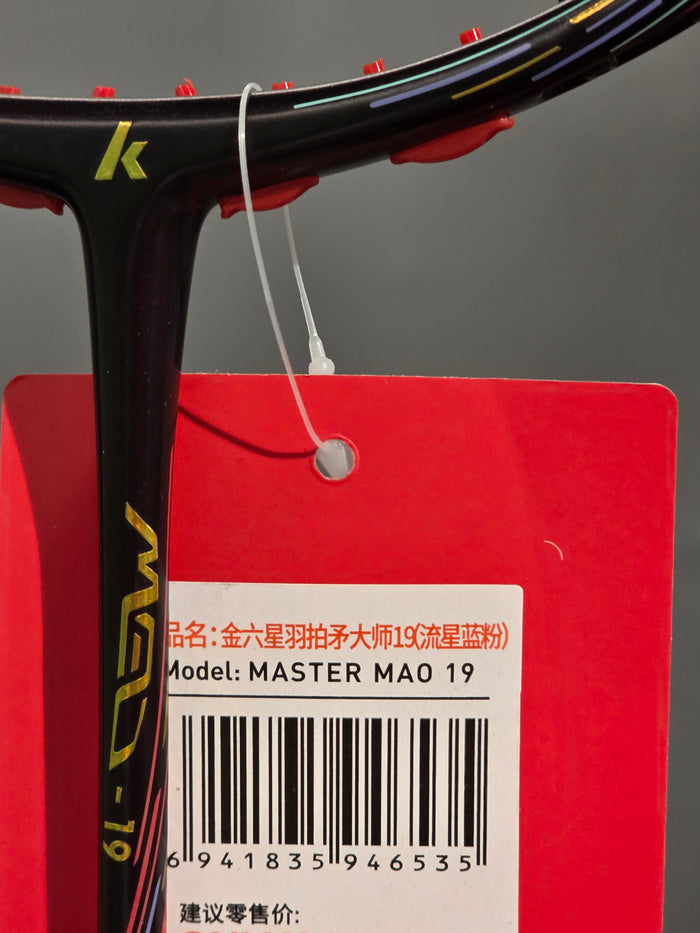 k
MAO-19
品名：金六星羽拍矛大师19(流星蓝粉)
Model: MASTER MAO 19
6 941835 946535
建议零售价: